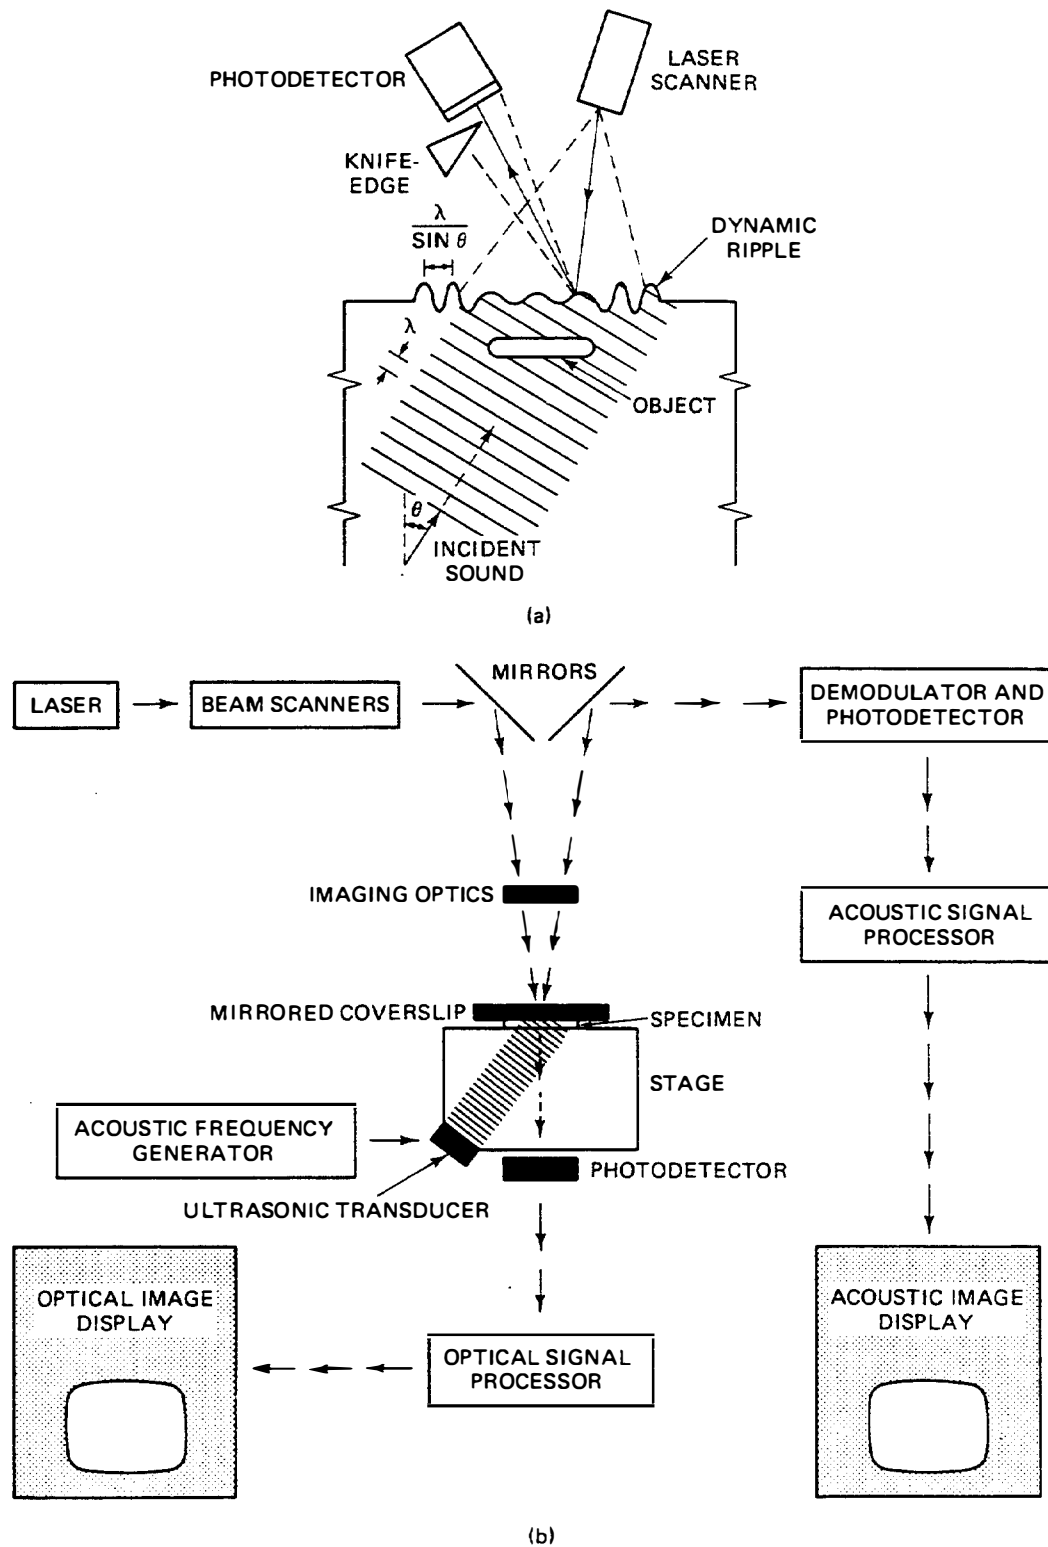 PHOTODETECTOR
LASER
SCANNER
KNIFE-
EDGE
λ
SIN θ
DYNAMIC
RIPPLE
λ
OBJECT
θ
INCIDENT
SOUND
(a)
MIRRORS
LASER
BEAM SCANNERS
DEMODULATOR AND
PHOTODETECTOR
IMAGING OPTICS
ACOUSTIC SIGNAL
PROCESSOR
MIRRORED COVERSLIP
SPECIMEN
STAGE
ACOUSTIC FREQUENCY
GENERATOR
PHOTODETECTOR
ULTRASONIC TRANSDUCER
OPTICAL IMAGE
DISPLAY
ACOUSTIC IMAGE
DISPLAY
OPTICAL SIGNAL
PROCESSOR
(b)